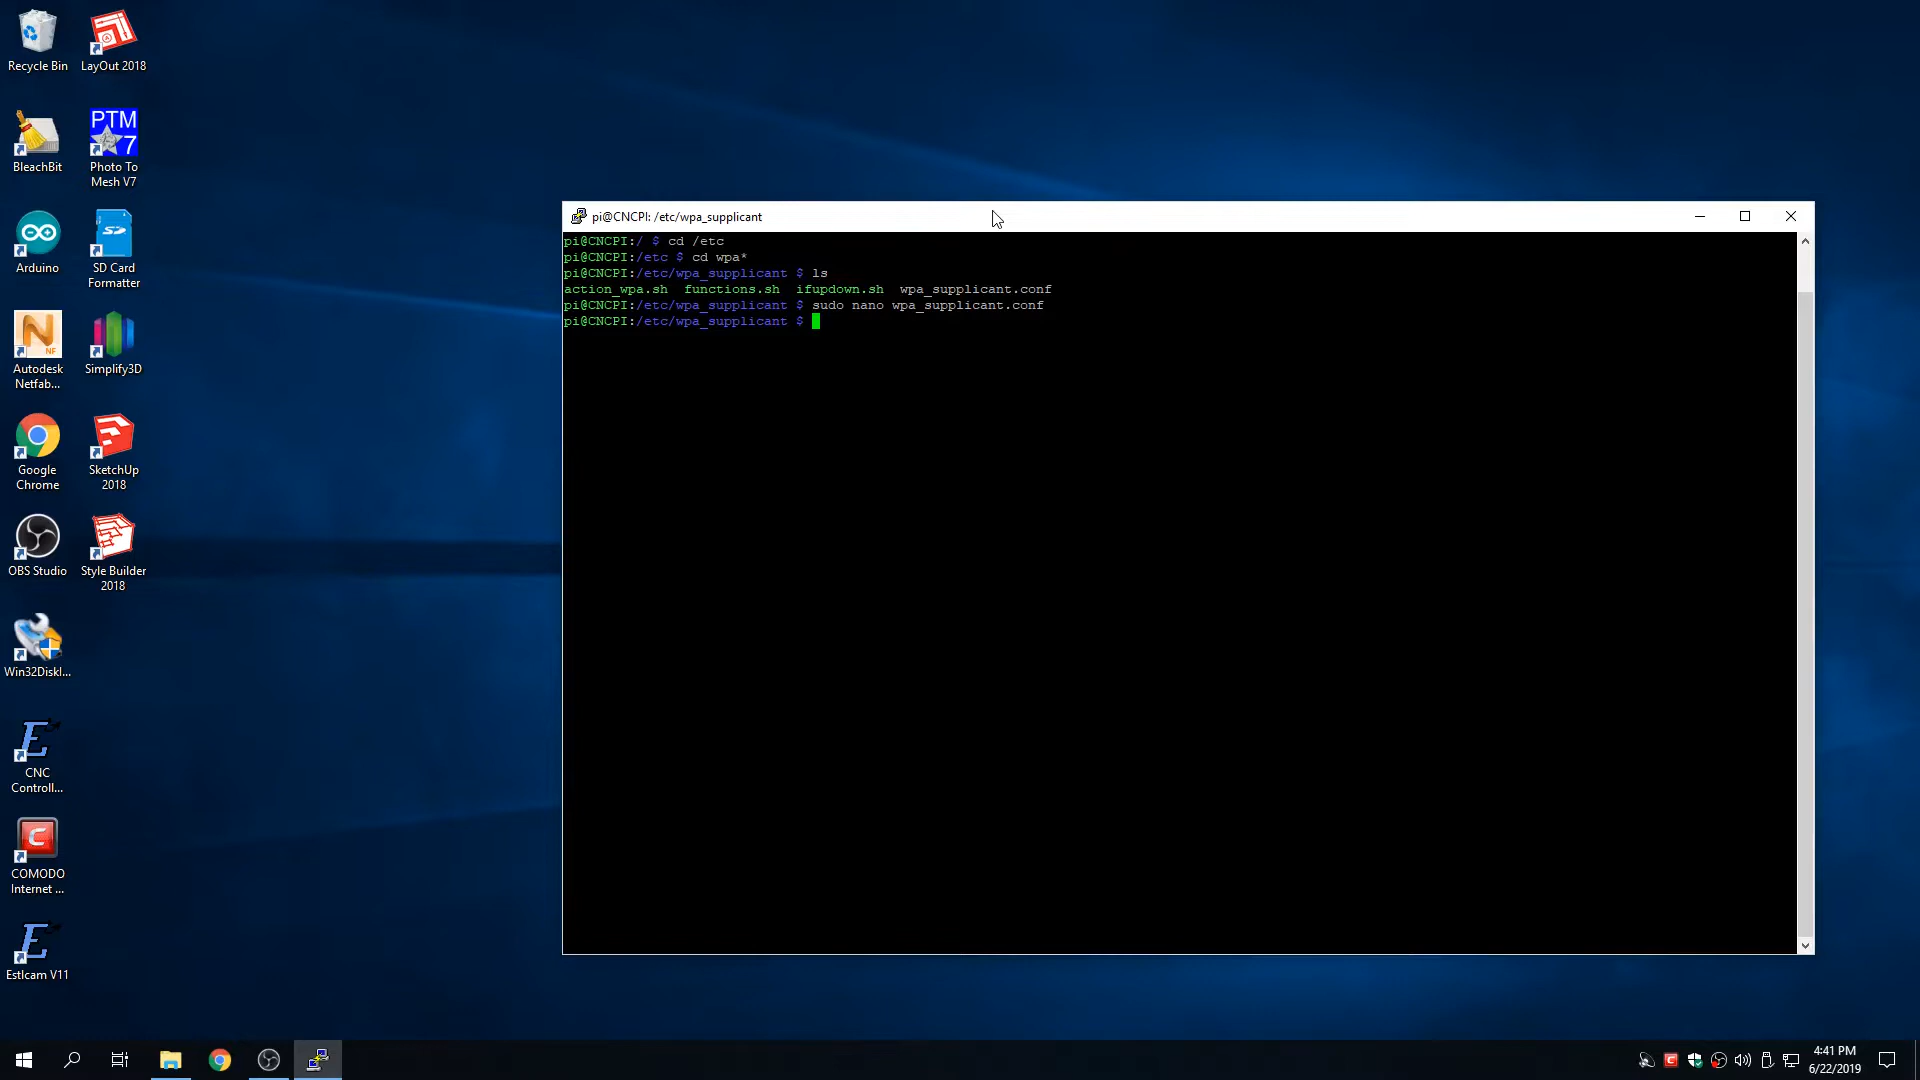 Recycle Bin
LayOut 2018
BleachBit
PTM
7
Photo To
Mesh V7
Arduino
SD
SD Card
Formatter
NF
Autodesk
Netfab...
Simplify3D
Google
Chrome
SketchUp
2018
OBS Studio
Style Builder
2018
Win32DiskI...
CNC
Controll...
COMODO
Internet ...
Estlcam V11
pi@CNCPI: /etc/wpa_supplicant
pi@CNCPI:/ $ cd /etc
pi@CNCPI:/etc $ cd wpa*
pi@CNCPI:/etc/wpa_supplicant $ ls
action_wpa.sh  functions.sh  ifupdown.sh  wpa_supplicant.conf
pi@CNCPI:/etc/wpa_supplicant $ sudo nano wpa_supplicant.conf
pi@CNCPI:/etc/wpa_supplicant $
4:41 PM
6/22/2019